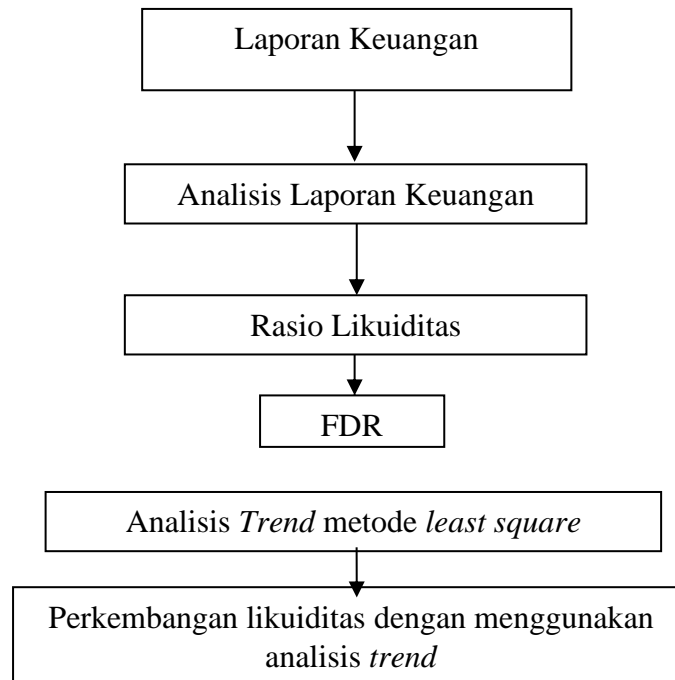 Laporan Keuangan
Analisis Laporan Keuangan
Rasio Likuiditas
FDR
Analisis Trend metode least square
Perkembangan likuiditas dengan menggunakan
analisis trend